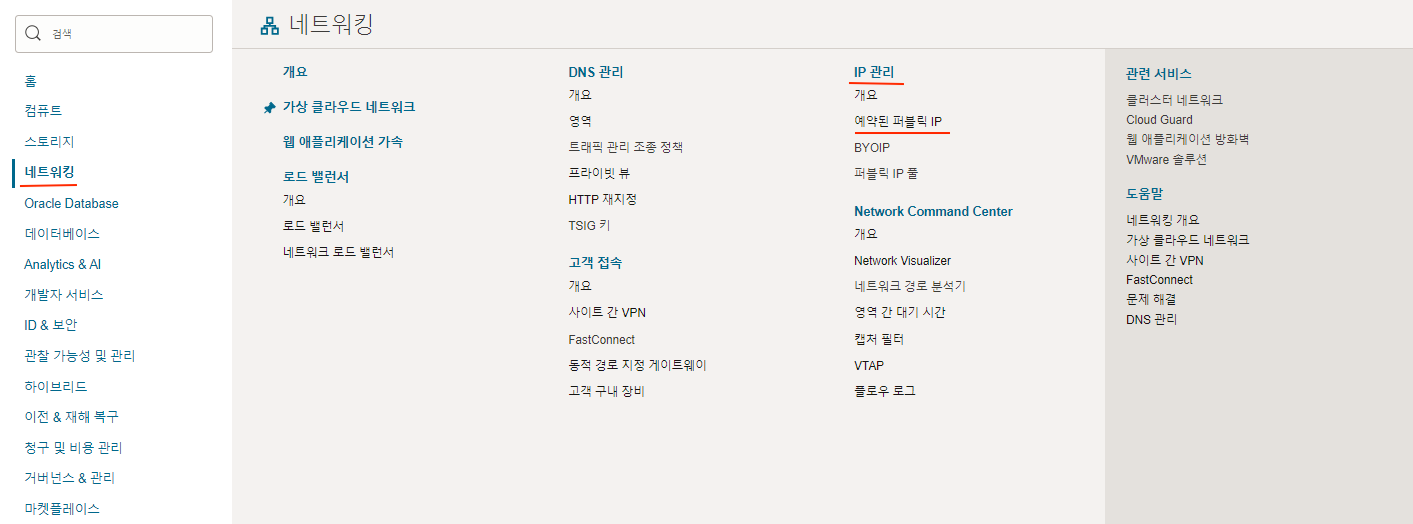 검색
홈
컴퓨트
스토리지
네트워킹
Oracle Database
데이터베이스
Analytics & AI
개발자 서비스
ID & 보안
관찰 가능성 및 관리
하이브리드
이전 & 재해 복구
청구 및 비용 관리
거버넌스 & 관리
마켓플레이스
네트워킹
개요
가상 클라우드 네트워크
웹 애플리케이션 가속
로드 밸런서
개요
로드 밸런서
네트워크 로드 밸런서
DNS 관리
개요
영역
트래픽 관리 조종 정책
프라이빗 뷰
HTTP 재지정
TSIG 키
고객 접속
개요
사이트 간 VPN
FastConnect
동적 경로 지정 게이트웨이
고객 구내 장비
IP 관리
개요
예약된 퍼블릭 IP
BYOIP
퍼블릭 IP 풀
Network Command Center
개요
Network Visualizer
네트워크 경로 분석기
영역 간 대기 시간
캡처 필터
VTAP
플로우 로그
관련 서비스
클러스터 네트워크
Cloud Guard
웹 애플리케이션 방화벽
VMware 솔루션
도움말
네트워킹 개요
가상 클라우드 네트워크
사이트 간 VPN
FastConnect
문제 해결
DNS 관리